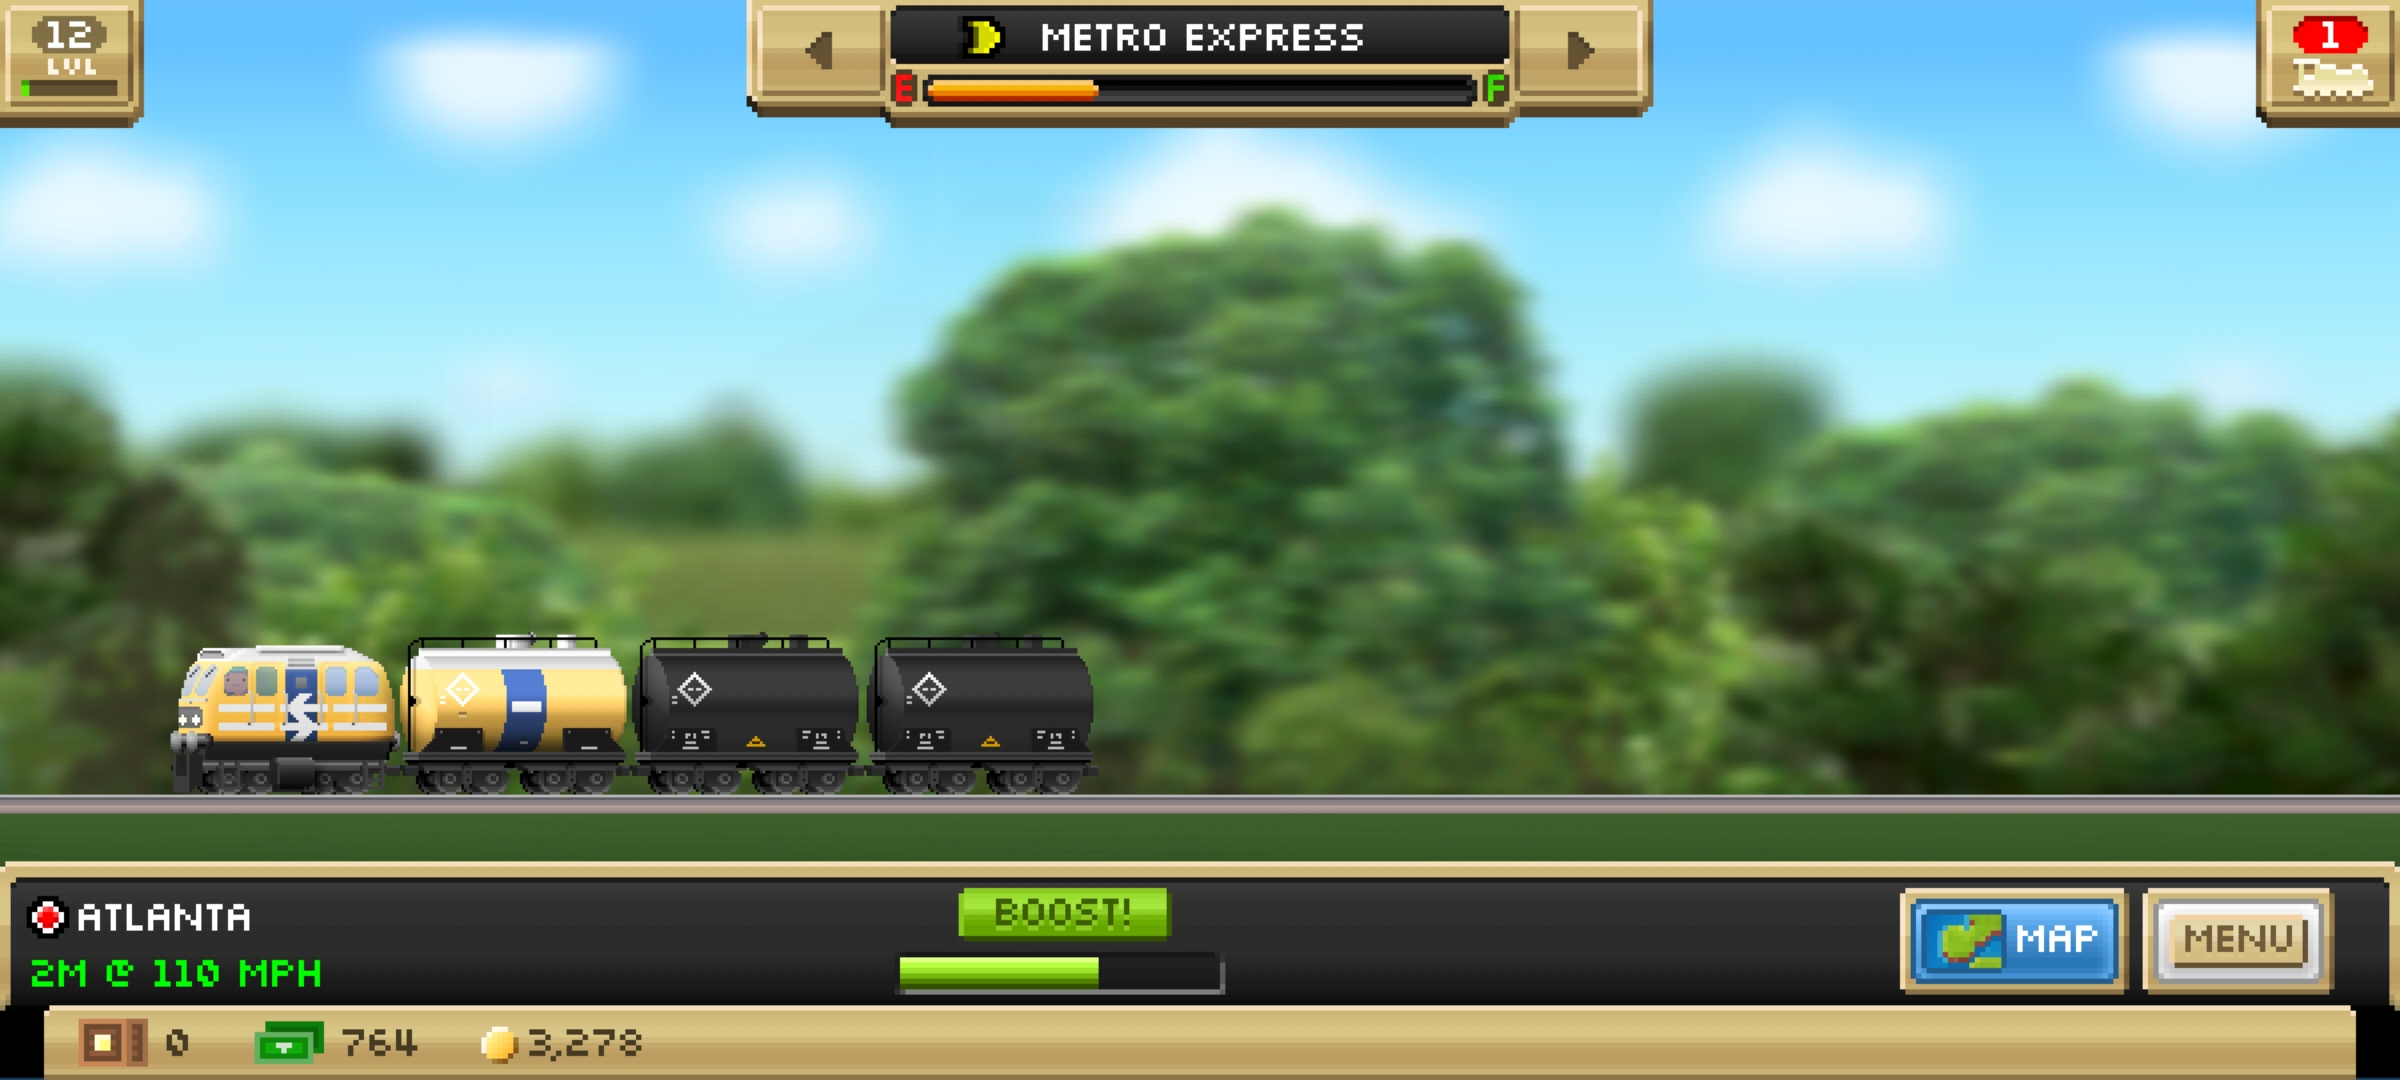 12
LVL
METRO EXPRESS
E F
1
ATLANTA
2M @ 110 MPH
BOOST!
MAP
MENU
0 764 3,278